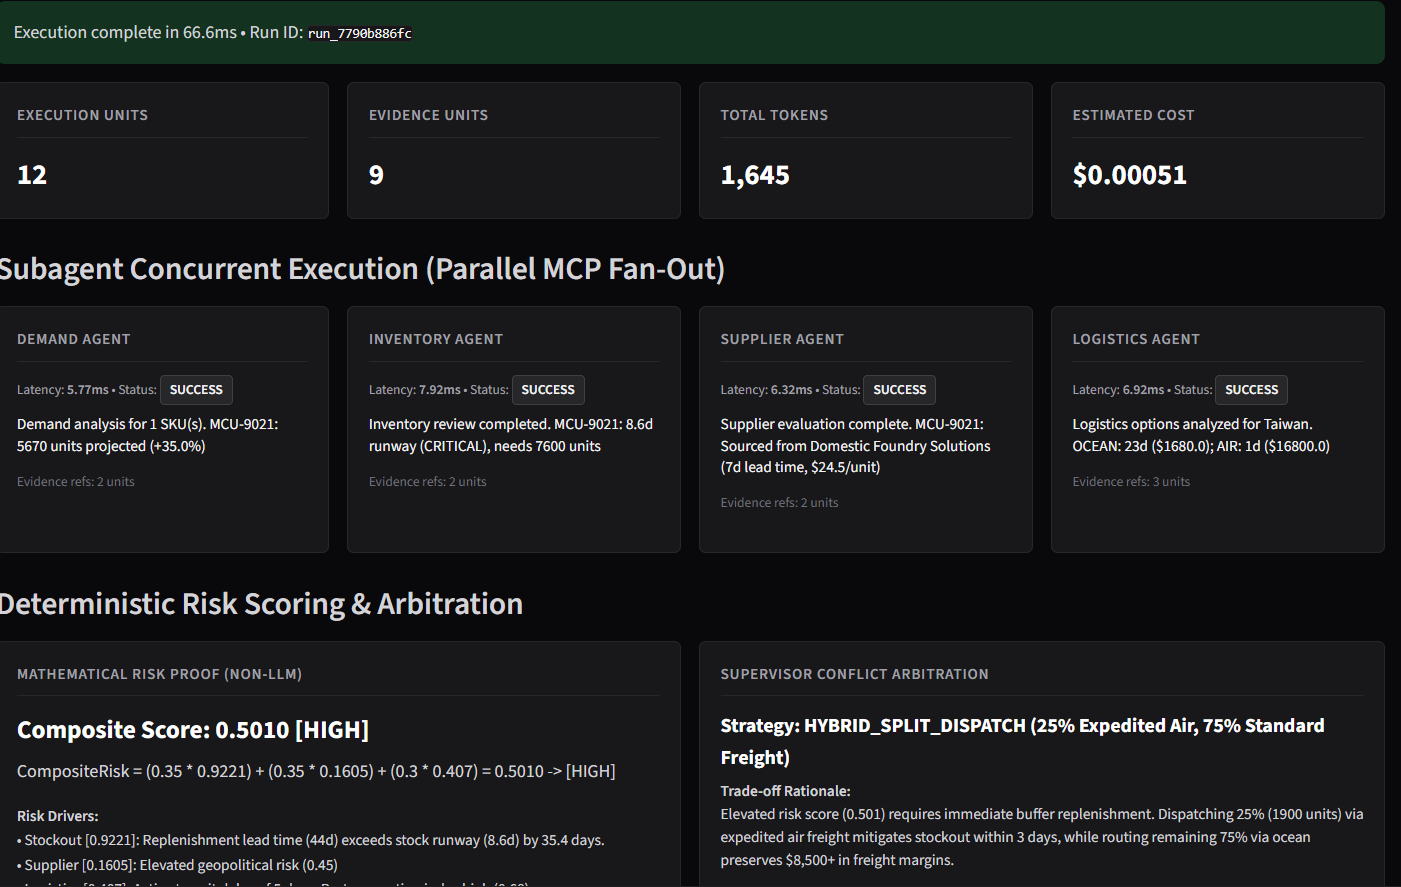 Execution complete in 66.6ms • Run ID: run_7790b886fc
EXECUTION UNITS
12
EVIDENCE UNITS
9
TOTAL TOKENS
1,645
ESTIMATED COST
$0.00051
Subagent Concurrent Execution (Parallel MCP Fan-Out)
DEMAND AGENT
Latency: 5.77ms • Status: SUCCESS
Demand analysis for 1 SKU(s). MCU-9021:
5670 units projected (+35.0%)
Evidence refs: 2 units
INVENTORY AGENT
Latency: 7.92ms • Status: SUCCESS
Inventory review completed. MCU-9021: 8.6d
runway (CRITICAL), needs 7600 units
Evidence refs: 2 units
SUPPLIER AGENT
Latency: 6.32ms • Status: SUCCESS
Supplier evaluation complete. MCU-9021:
Sourced from Domestic Foundry Solutions
(7d lead time, $24.5/unit)
Evidence refs: 2 units
LOGISTICS AGENT
Latency: 6.92ms • Status: SUCCESS
Logistics options analyzed for Taiwan.
OCEAN: 23d ($1680.0); AIR: 1d ($16800.0)
Evidence refs: 3 units
Deterministic Risk Scoring & Arbitration
MATHEMATICAL RISK PROOF (NON-LLM)
Composite Score: 0.5010 [HIGH]
CompositeRisk = (0.35 * 0.9221) + (0.35 * 0.1605) + (0.3 * 0.407) = 0.5010 -> [HIGH]
Risk Drivers:
• Stockout [0.9221]: Replenishment lead time (44d) exceeds stock runway (8.6d) by 35.4 days.
• Supplier [0.1605]: Elevated geopolitical risk (0.45)
SUPERVISOR CONFLICT ARBITRATION
Strategy: HYBRID_SPLIT_DISPATCH (25% Expedited Air, 75% Standard
Freight)
Trade-off Rationale:
Elevated risk score (0.501) requires immediate buffer replenishment. Dispatching 25% (1900 units) via
expedited air freight mitigates stockout within 3 days, while routing remaining 75% via ocean
preserves $8,500+ in freight margins.